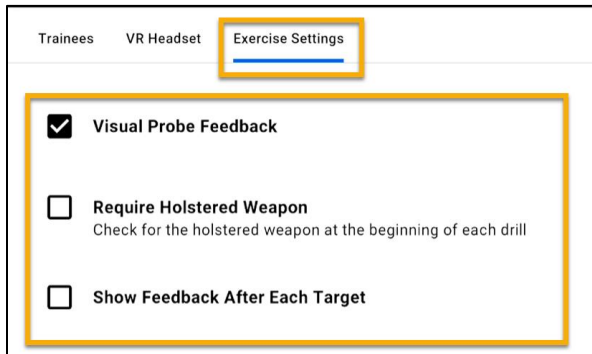 Trainees VR Headset Exercise Settings
Visual Probe Feedback
Require Holstered Weapon
Check for the holstered weapon at the beginning of each drill
Show Feedback After Each Target